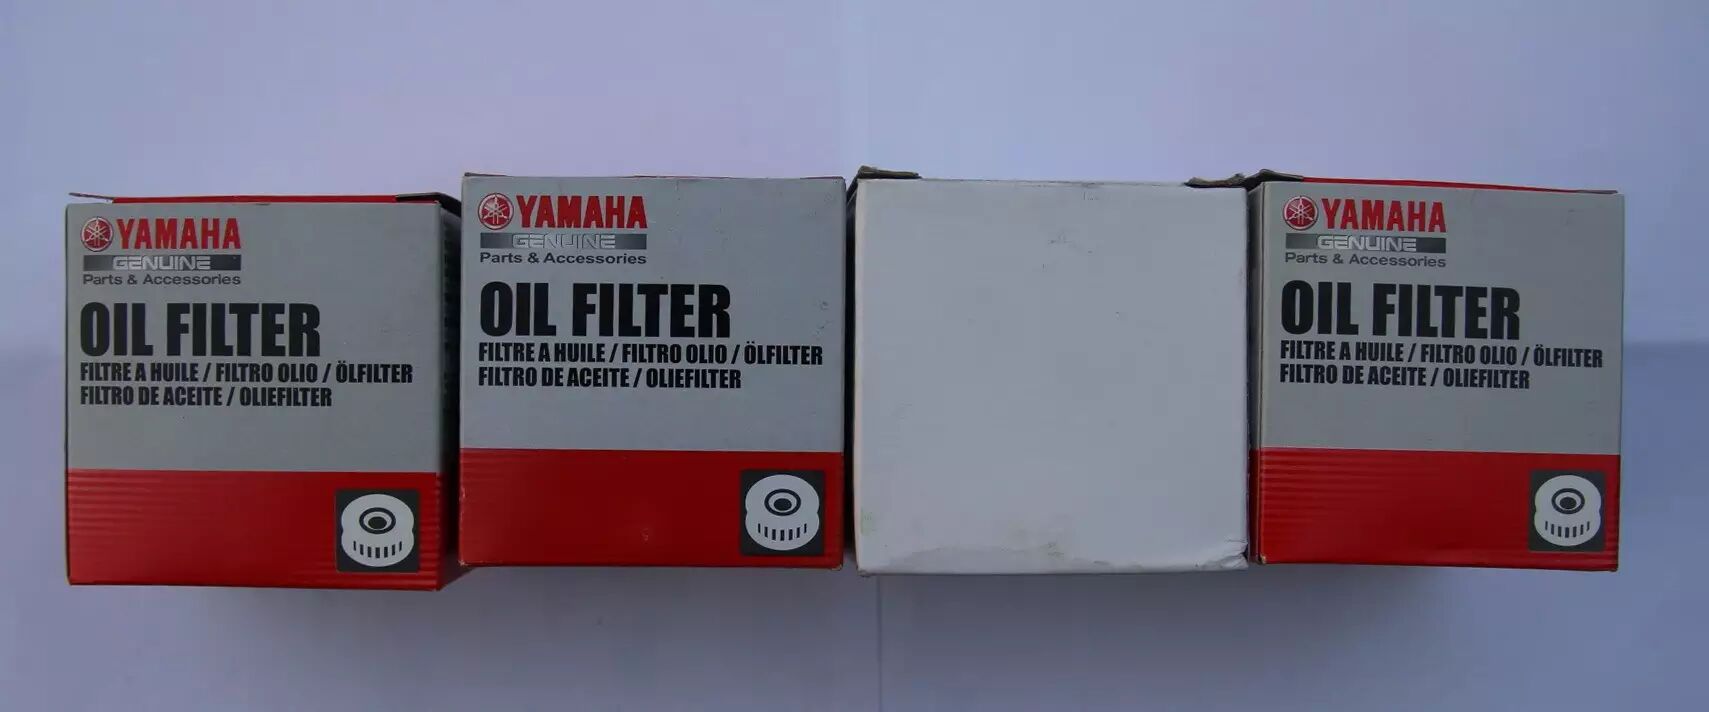 YAMAHA
GENUINE
Parts & Accessories
OIL FILTER
FILTRE A HUILE / FILTRO OLIO / ÖLFILTER
FILTRO DE ACEITE / OLIEFILTER
YAMAHA
GENUINE
Parts & Accessories
OIL FILTER
FILTRE A HUILE / FILTRO OLIO / ÖLFILTER
FILTRO DE ACEITE / OLIEFILTER
YAMAHA
GENUINE
Parts & Accessories
OIL FILTER
FILTRE A HUILE / FILTRO OLIO / ÖLFILTER
FILTRO DE ACEITE / OLIEFILTER